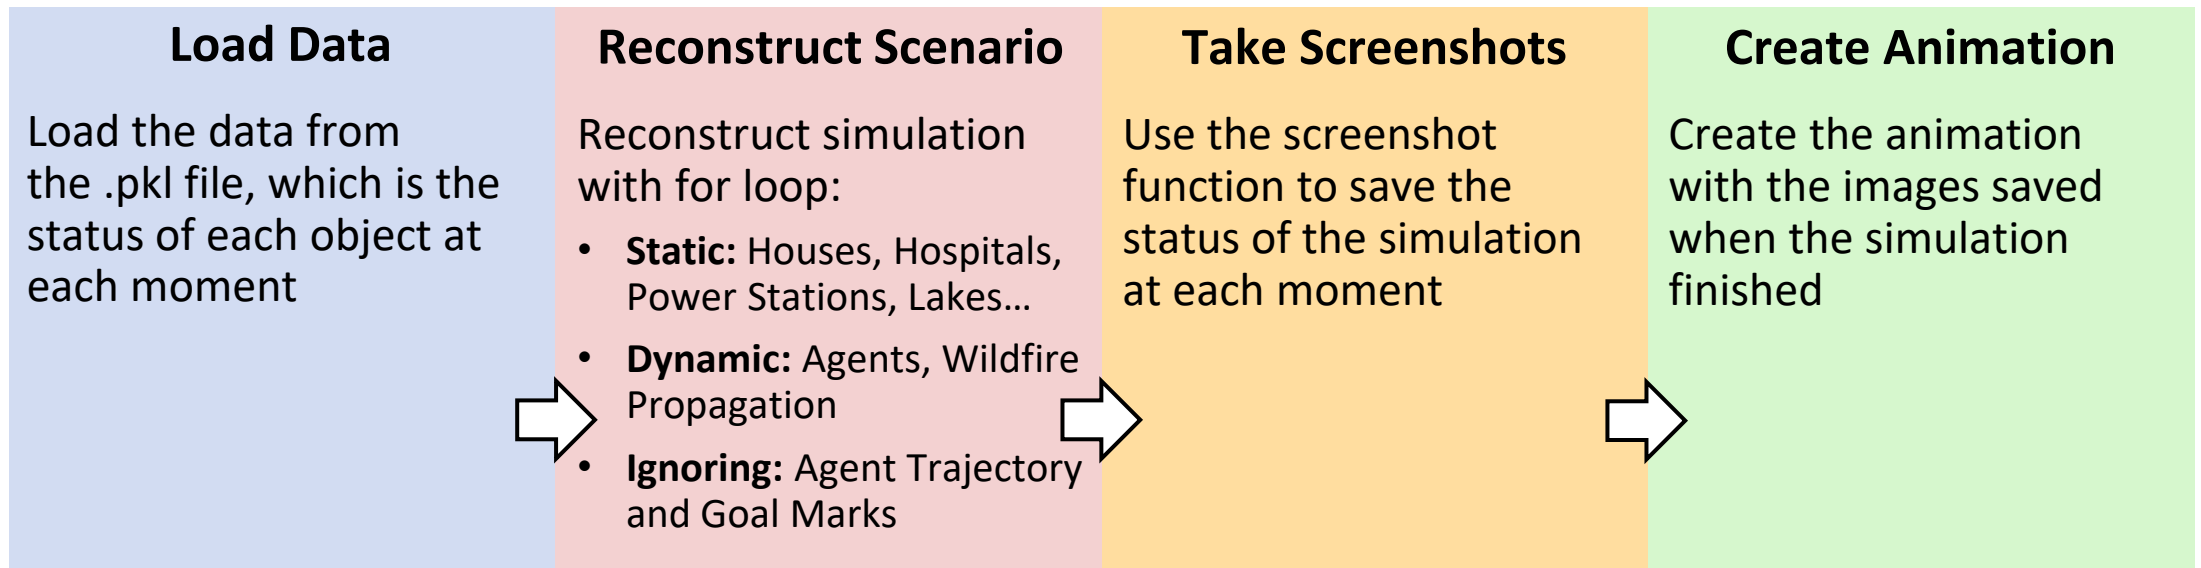 Load Data
Load the data from
the .pkl file, which is the
status of each object at
each moment
Reconstruct Scenario
Reconstruct simulation
with for loop:
• Static: Houses, Hospitals,
Power Stations, Lakes...
• Dynamic: Agents, Wildfire
Propagation
• Ignoring: Agent Trajectory
and Goal Marks
Take Screenshots
Use the screenshot
function to save the
status of the simulation
at each moment
Create Animation
Create the animation
with the images saved
when the simulation
finished